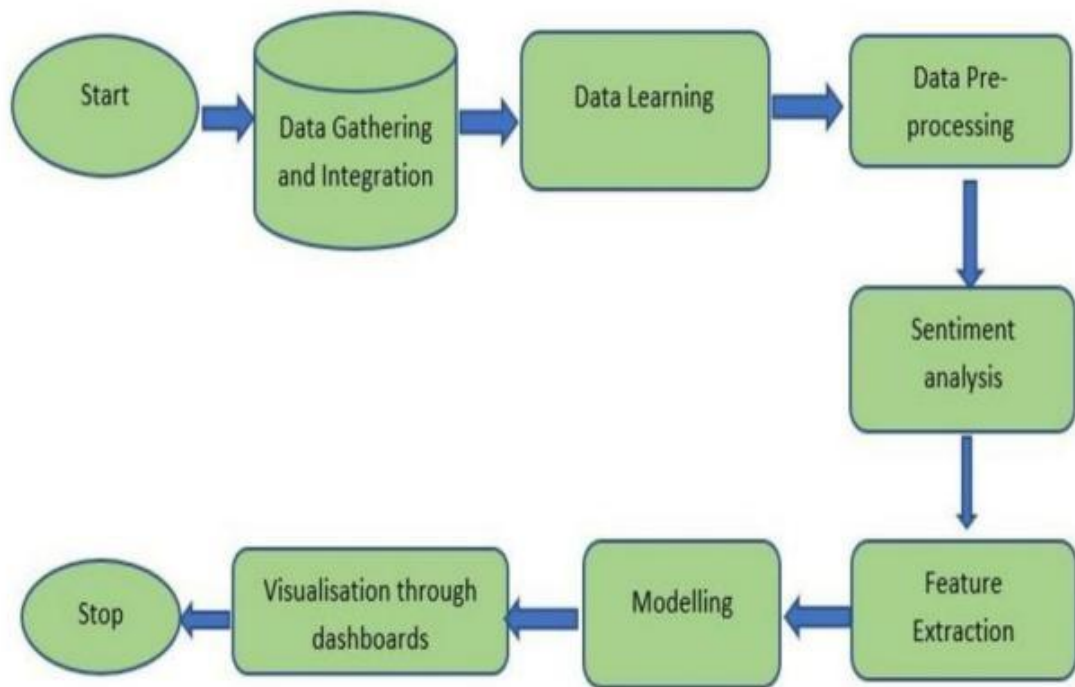 Start
Data Gathering
and Integration
Data Learning
Data Pre-
processing
Sentiment
analysis
Feature
Extraction
Modelling
Visualisation through
dashboards
Stop